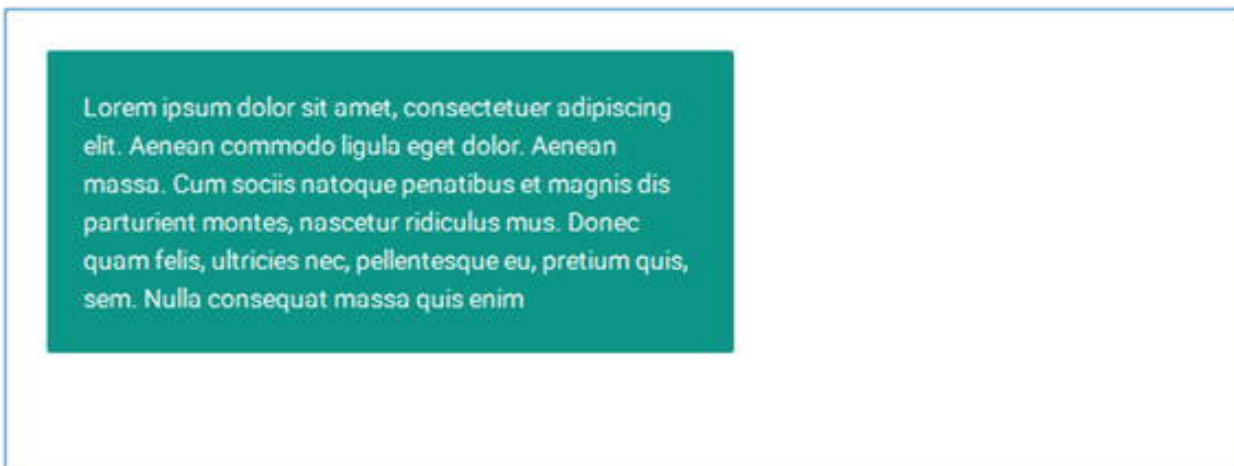 Lorem ipsum dolor sit amet, consectetuer adipiscing
elit. Aenean commodo ligula eget dolor. Aenean
massa. Cum sociis natoque penatibus et magnis dis
parturient montes, nascetur ridiculus mus. Donec
quam felis, ultricies nec, pellentesque eu, pretium quis,
sem. Nulla consequat massa quis enim